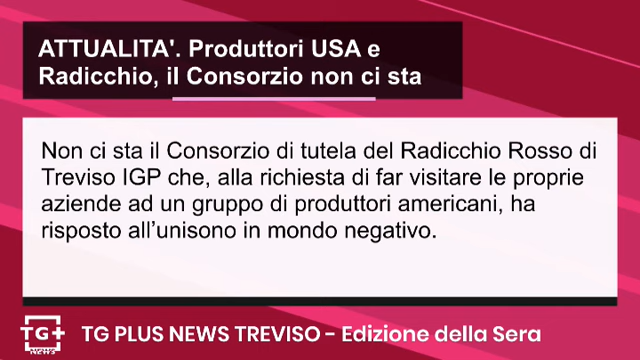 ATTUALITA'. Produttori USA e
Radicchio, il Consorzio non ci sta
Non ci sta il Consorzio di tutela del Radicchio Rosso di
Treviso IGP che, alla richiesta di far visitare le proprie
aziende ad un gruppo di produttori americani, ha
risposto all’unisono in mondo negativo.
TG+
NEWS
TG PLUS NEWS TREVISO - Edizione della Sera